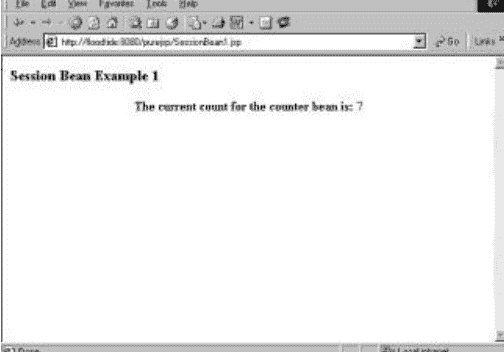 File Edit View Favorites Tools Help
Address http://floodtide:8080/purejsp/SessionBean1.jsp Go Links »
Session Bean Example 1
The current count for the counter bean is: 7
Done Local intranet